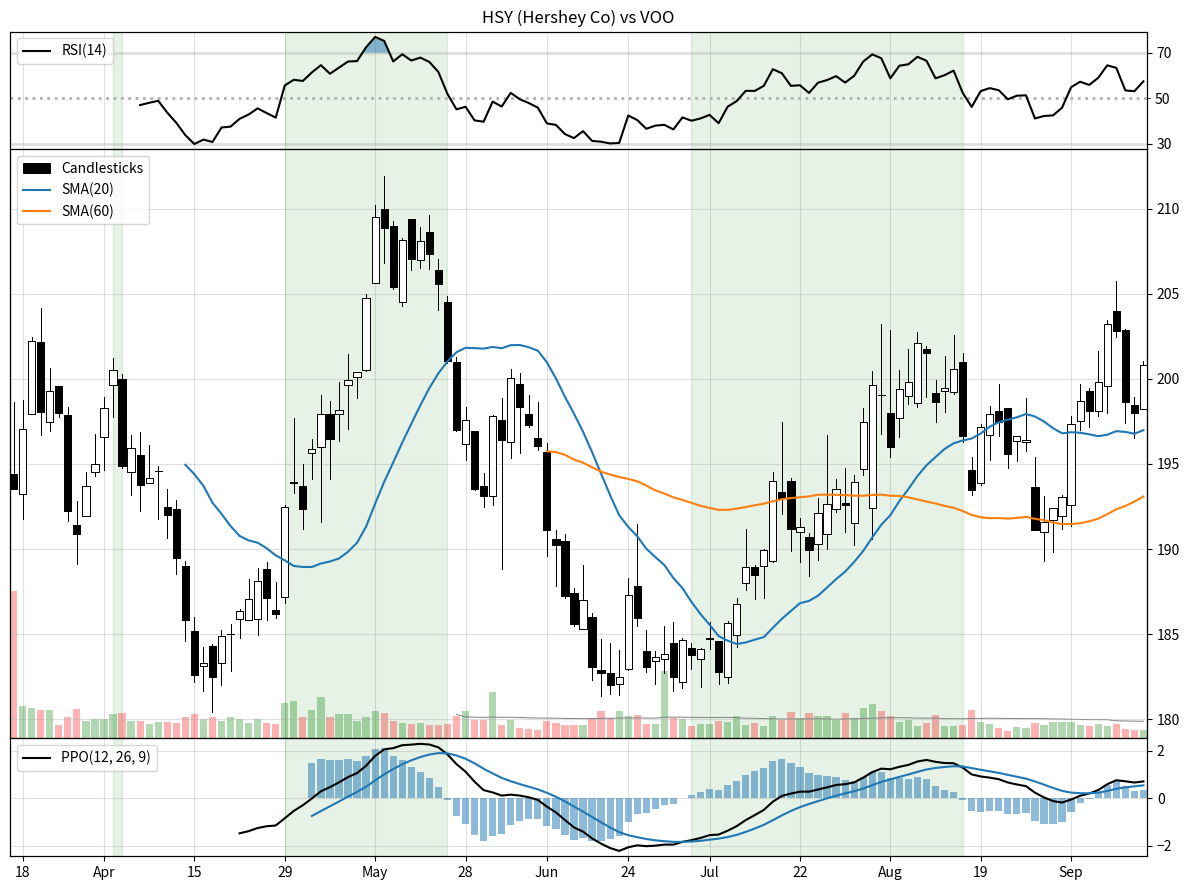 HSY (Hershey Co) vs VOO
RSI(14)
70
50
30
Candlesticks
SMA(20)
SMA(60)
210
205
200
195
190
185
180
PPO(12, 26, 9)
2
0
−2
18 Apr 15 29 May 28 Jun 24 Jul 22 Aug 19 Sep